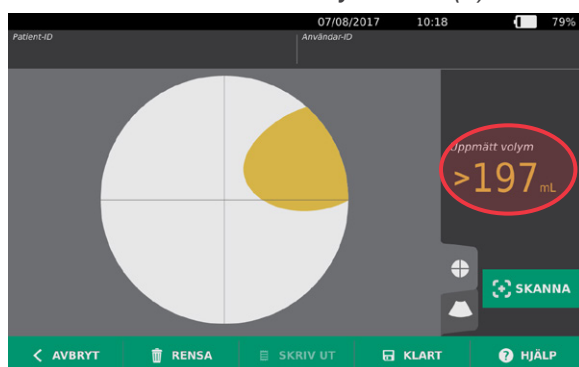 07/08/2017 10:18 79%
Patient-ID Användar-ID
Uppmätt volym
>197 mL
SKANNA
AVBRYT RENSA SKRIV UT KLART HJÄLP